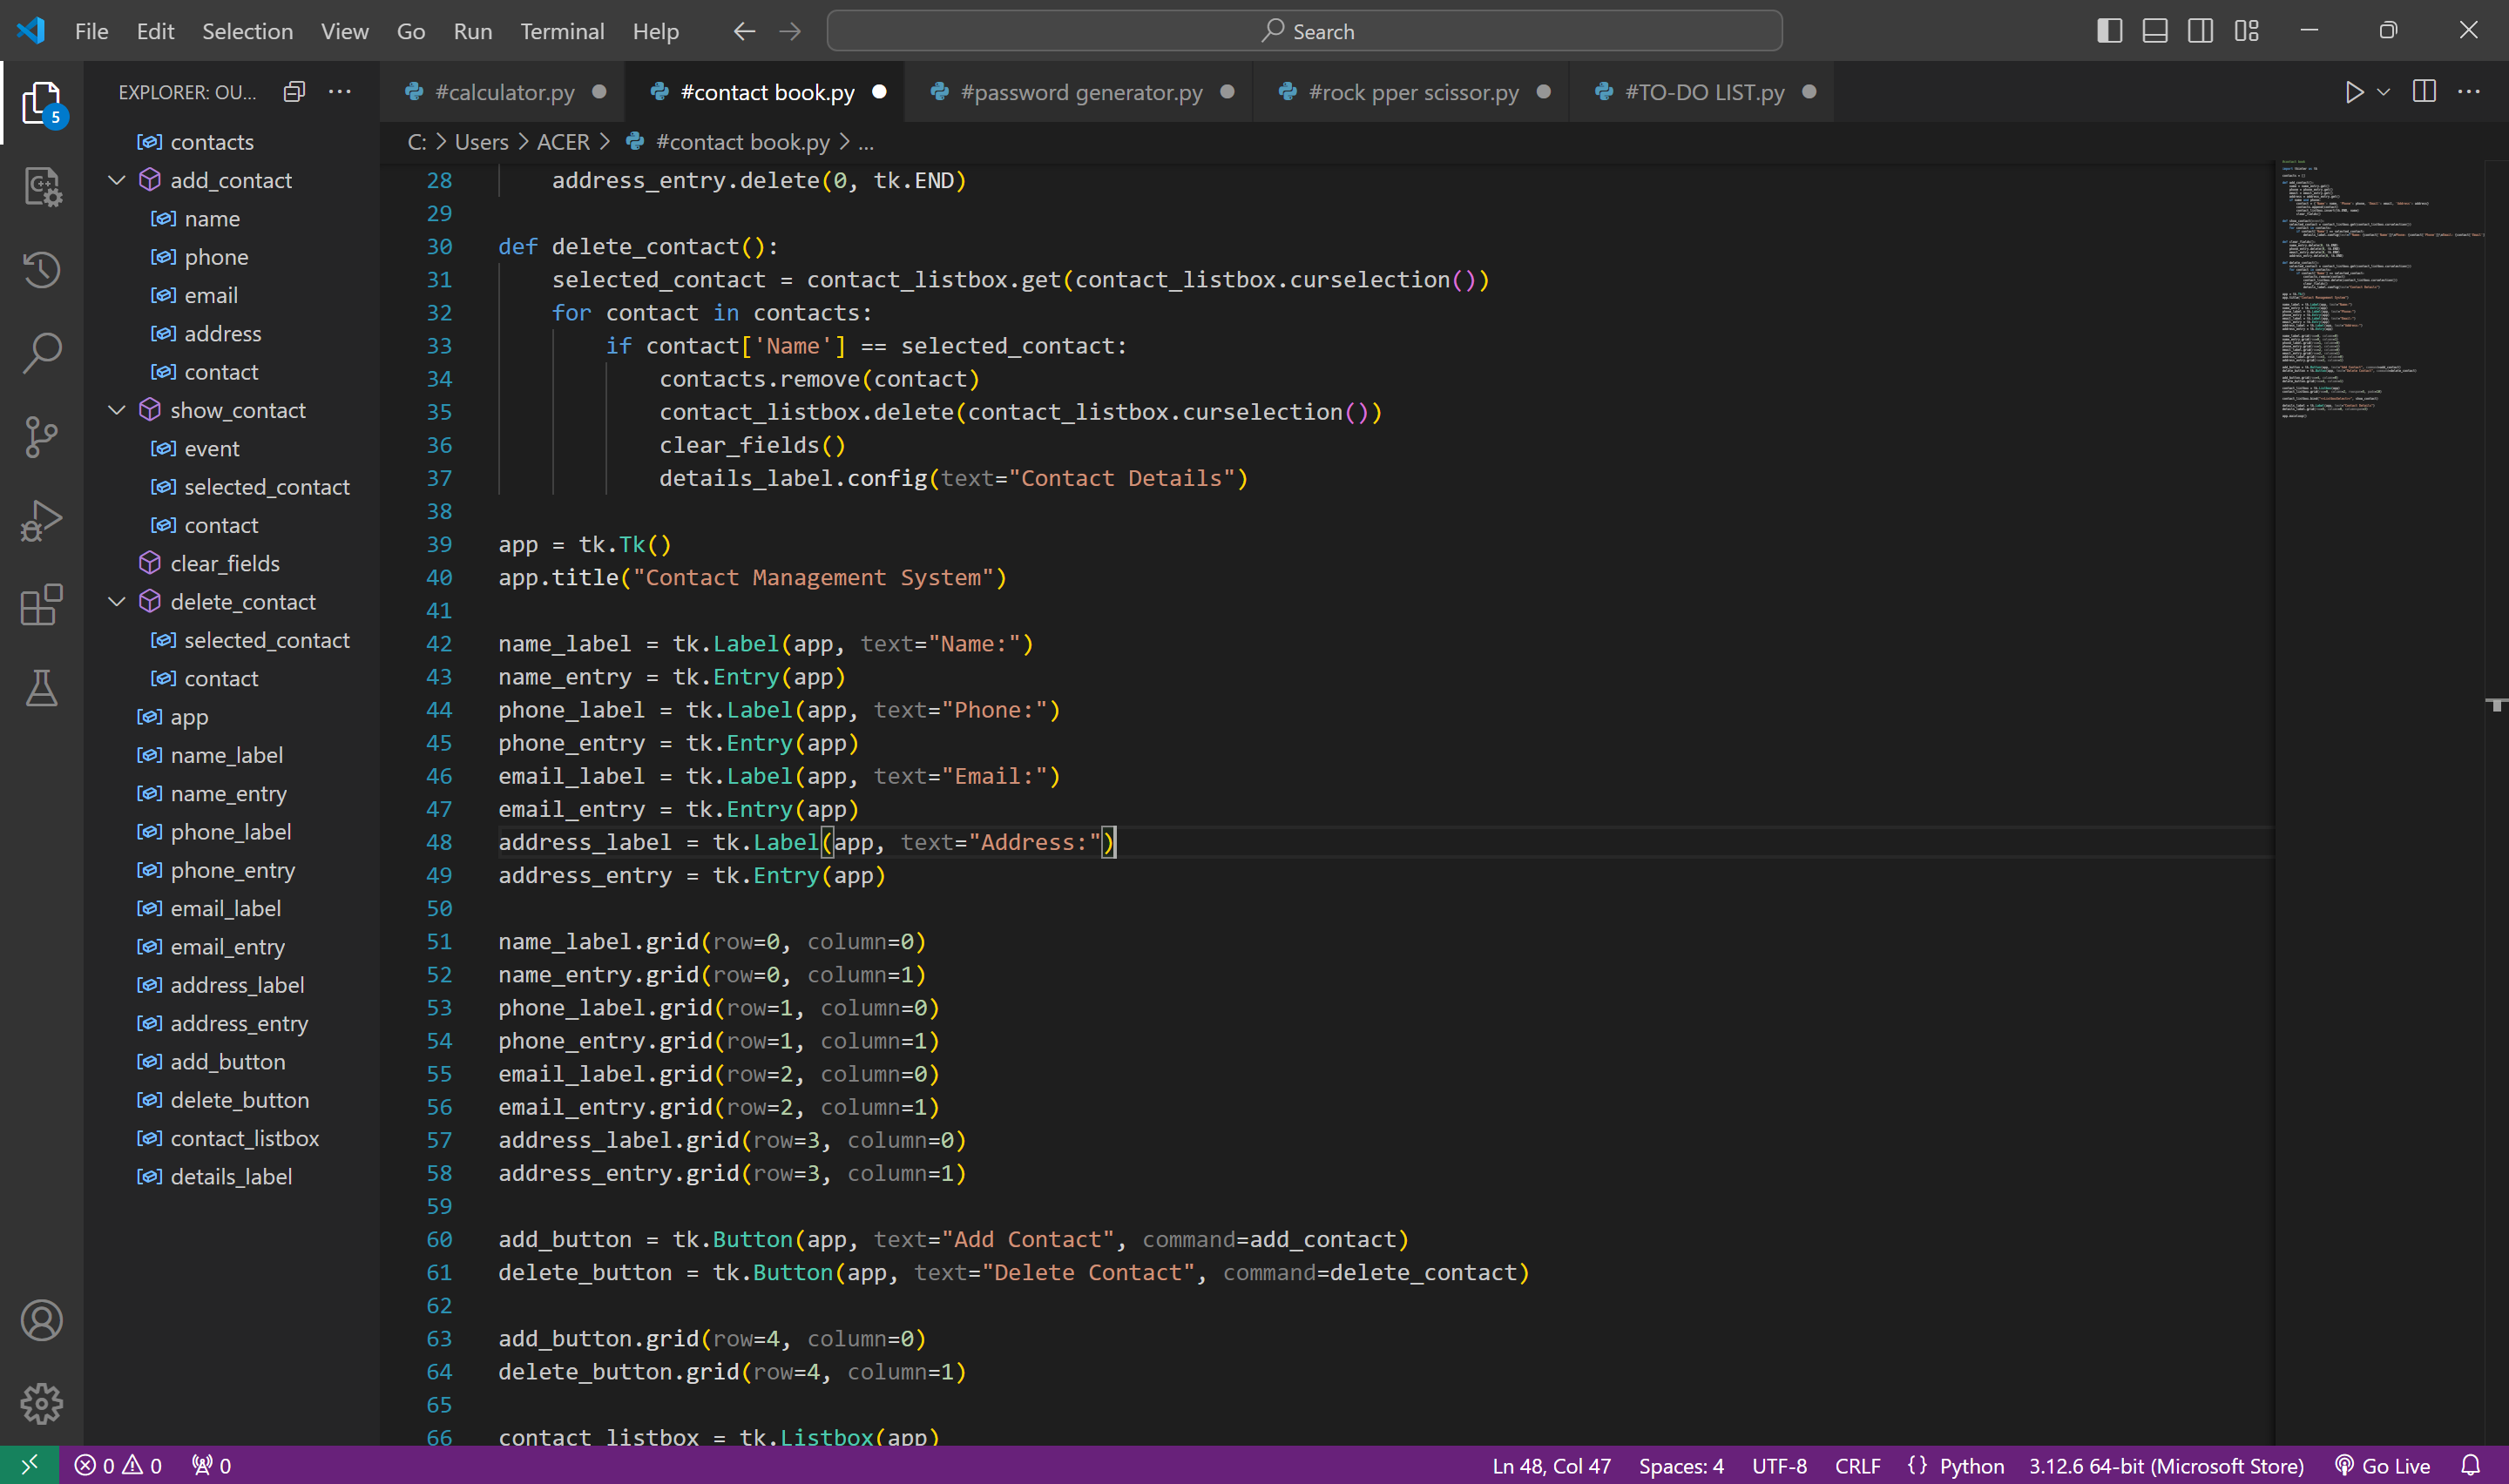 File Edit Selection View Go Run Terminal Help Search
5
EXPLORER: OU...
contacts
add_contact
name
phone
email
address
contact
show_contact
event
selected_contact
contact
clear_fields
delete_contact
selected_contact
contact
app
name_label
name_entry
phone_label
phone_entry
email_label
email_entry
address_label
address_entry
add_button
delete_button
contact_listbox
details_label
#calculator.py #contact book.py #password generator.py #rock pper scissor.py #TO-DO LIST.py
C: > Users > ACER > #contact book.py > ...
28 address_entry.delete(0, tk.END)
29
30 def delete_contact():
31 selected_contact = contact_listbox.get(contact_listbox.curselection())
32 for contact in contacts:
33 if contact['Name'] == selected_contact:
34 contacts.remove(contact)
35 contact_listbox.delete(contact_listbox.curselection())
36 clear_fields()
37 details_label.config(text="Contact Details")
38
39 app = tk.Tk()
40 app.title("Contact Management System")
41
42 name_label = tk.Label(app, text="Name:")
43 name_entry = tk.Entry(app)
44 phone_label = tk.Label(app, text="Phone:")
45 phone_entry = tk.Entry(app)
46 email_label = tk.Label(app, text="Email:")
47 email_entry = tk.Entry(app)
48 address_label = tk.Label(app, text="Address:")
49 address_entry = tk.Entry(app)
50
51 name_label.grid(row=0, column=0)
52 name_entry.grid(row=0, column=1)
53 phone_label.grid(row=1, column=0)
54 phone_entry.grid(row=1, column=1)
55 email_label.grid(row=2, column=0)
56 email_entry.grid(row=2, column=1)
57 address_label.grid(row=3, column=0)
58 address_entry.grid(row=3, column=1)
59
60 add_button = tk.Button(app, text="Add Contact", command=add_contact)
61 delete_button = tk.Button(app, text="Delete Contact", command=delete_contact)
62
63 add_button.grid(row=4, column=0)
64 delete_button.grid(row=4, column=1)
65
66 contact_listbox = tk.Listbox(app)
0 0 0 Ln 48, Col 47 Spaces: 4 UTF-8 CRLF {} Python 3.12.6 64-bit (Microsoft Store) Go Live